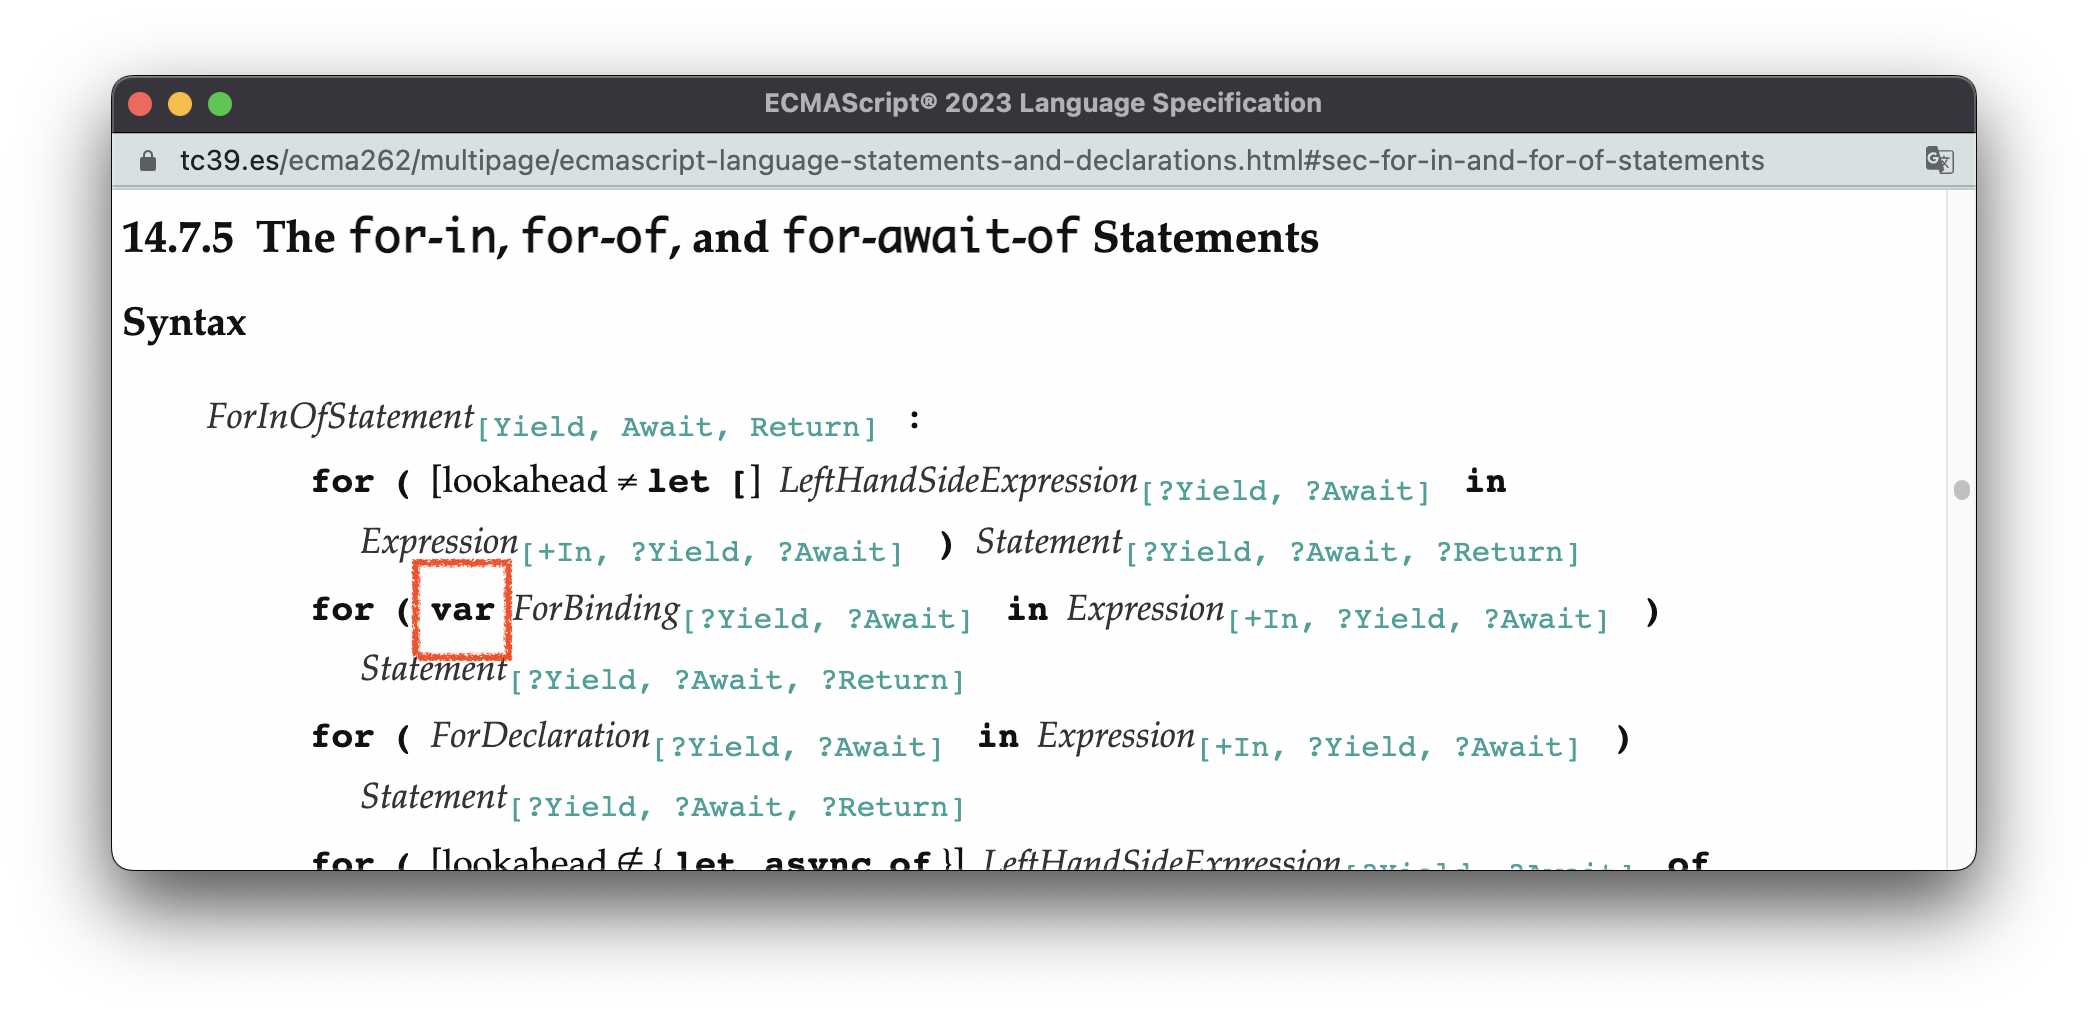 ECMAScript® 2023 Language Specification
tc39.es/ecma262/multipage/ecmascript-language-statements-and-declarations.html#sec-for-in-and-for-of-statements
14.7.5 The for-in, for-of, and for-await-of Statements
Syntax
ForInOfStatement[Yield, Await, Return] :
for ( [lookahead ≠ let [] LeftHandSideExpression[?Yield, ?Await] in
Expression[+In, ?Yield, ?Await] ) Statement[?Yield, ?Await, ?Return]
for ( var ForBinding[?Yield, ?Await] in Expression[+In, ?Yield, ?Await] )
Statement[?Yield, ?Await, ?Return]
for ( ForDeclaration[?Yield, ?Await] in Expression[+In, ?Yield, ?Await] )
Statement[?Yield, ?Await, ?Return]
for ( [lookahead ∉ { let, async of }] LeftHandSideExpression[?Yield, ?Await] of